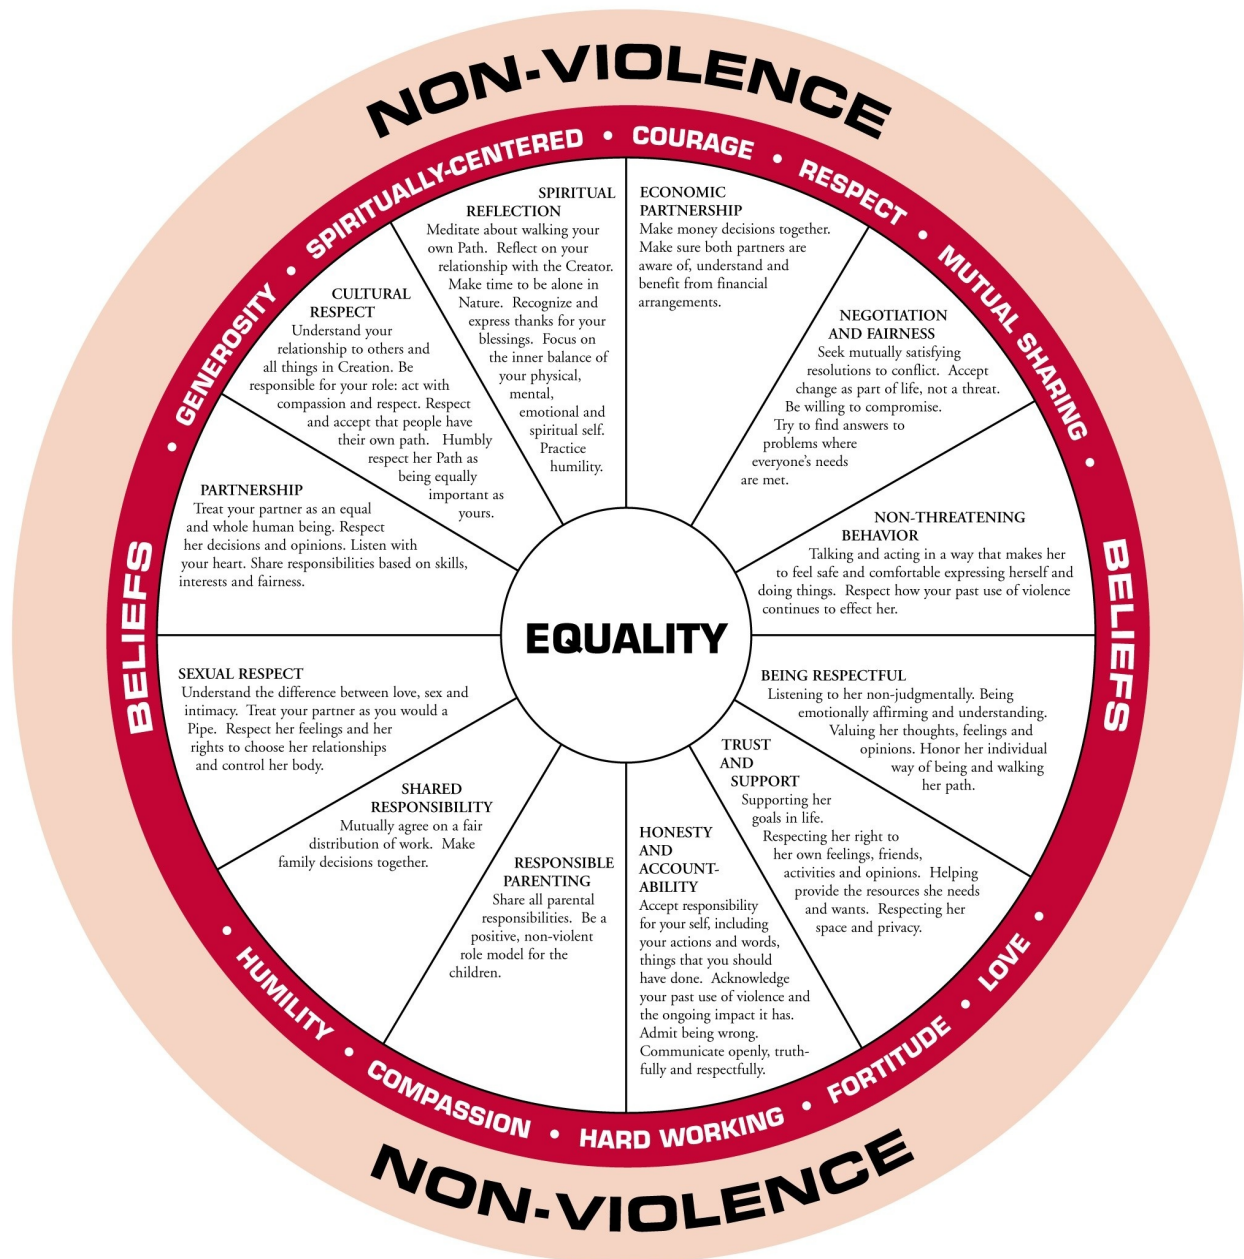 NON-VIOLENCE
BELIEFS • GENEROSITY • SPIRITUALLY-CENTERED • COURAGE • RESPECT • MUTUAL SHARING • BELIEFS
SPIRITUAL
REFLECTION
Meditate about walking your
own Path. Reflect on your
relationship with the Creator.
Make time to be alone in
Nature. Recognize and
express thanks for your
blessings. Focus on
the inner balance of
your physical,
mental,
emotional and
spiritual self.
Practice
humility.
ECONOMIC
PARTNERSHIP
Make money decisions together.
Make sure both partners are
aware of, understand and
benefit from financial
arrangements.
NEGOTIATION
AND FAIRNESS
Seek mutually satisfying
resolutions to conflict. Accept
change as part of life, not a threat.
Be willing to compromise.
Try to find answers to
problems where
everyone's needs
are met.
NON-THREATENING
BEHAVIOR
Talking and acting in a way that makes her
to feel safe and comfortable expressing herself and
doing things. Respect how your past use of violence
continues to effect her.
BEING RESPECTFUL
Listening to her non-judgmentally. Being
emotionally affirming and understanding.
Valuing her thoughts, feelings and
opinions. Honor her individual
way of being and walking
her path.
TRUST
AND
SUPPORT
Supporting her
goals in life.
Respecting her right to
her own feelings, friends,
activities and opinions. Helping
provide the resources she needs
and wants. Respecting her
space and privacy.
HONESTY
AND
ACCOUNT-
ABILITY
Accept responsibility
for your self, including
your actions and words,
things that you should
have done. Acknowledge
your past use of violence and
the ongoing impact it has.
Admit being wrong.
Communicate openly, truth-
fully and respectfully.
RESPONSIBLE
PARENTING
Share all parental
responsibilities. Be a
positive, non-violent
role model for the
children.
SHARED
RESPONSIBILITY
Mutually agree on a fair
distribution of work. Make
family decisions together.
SEXUAL RESPECT
Understand the difference between love, sex and
intimacy. Treat your partner as you would a
Pipe. Respect her feelings and her
rights to choose her relationships
and control her body.
PARTNERSHIP
Treat your partner as an equal
and whole human being. Respect
her decisions and opinions. Listen with
your heart. Share responsibilities based on skills,
interests and fairness.
CULTURAL
RESPECT
Understand your
relationship to others and
all things in Creation. Be
responsible for your role: act with
compassion and respect. Respect
and accept that people have
their own path. Humbly
respect her Path as
being equally
important as
yours.
EQUALITY
• HUMILITY • COMPASSION • HARD WORKING • FORTITUDE • LOVE •
NON-VIOLENCE